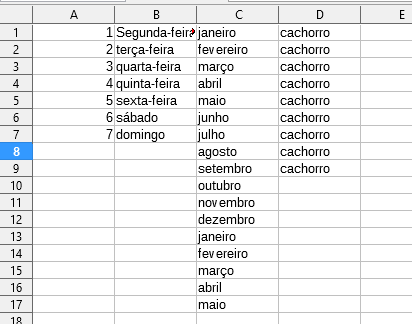 A B C D E
1 1 Segunda-feira janeiro cachorro
2 2 terça-feira fevereiro cachorro
3 3 quarta-feira março cachorro
4 4 quinta-feira abril cachorro
5 5 sexta-feira maio cachorro
6 6 sábado junho cachorro
7 7 domingo julho cachorro
8 agosto cachorro
9 setembro cachorro
10 outubro
11 novembro
12 dezembro
13 janeiro
14 fevereiro
15 março
16 abril
17 maio
18